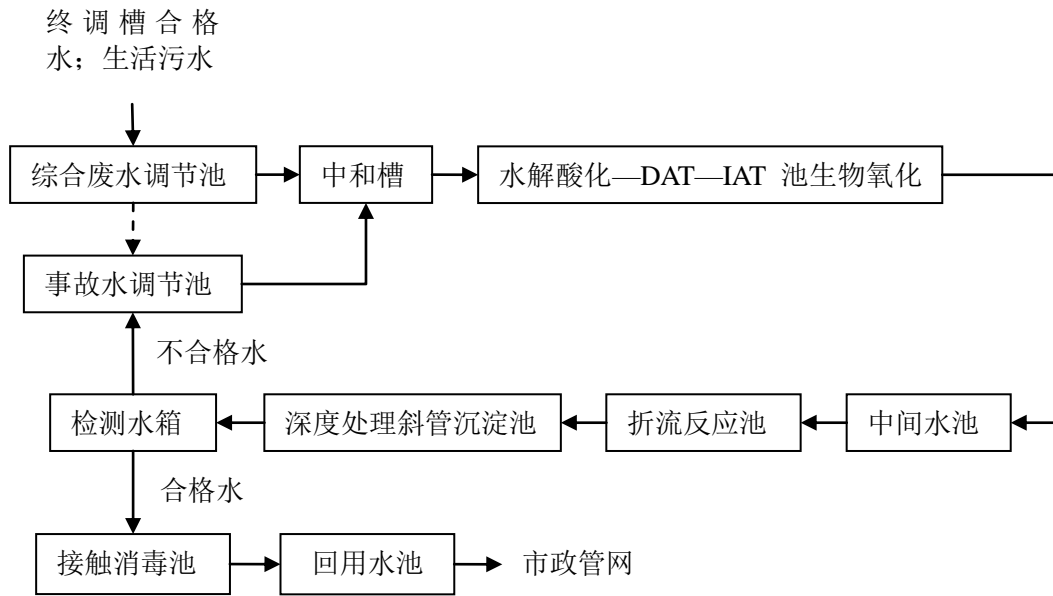 终调槽合格
水；生活污水
综合废水调节池
中和槽
水解酸化—DAT—IAT 池生物氧化
事故水调节池
不合格水
检测水箱
深度处理斜管沉淀池
折流反应池
中间水池
合格水
接触消毒池
回用水池
市政管网